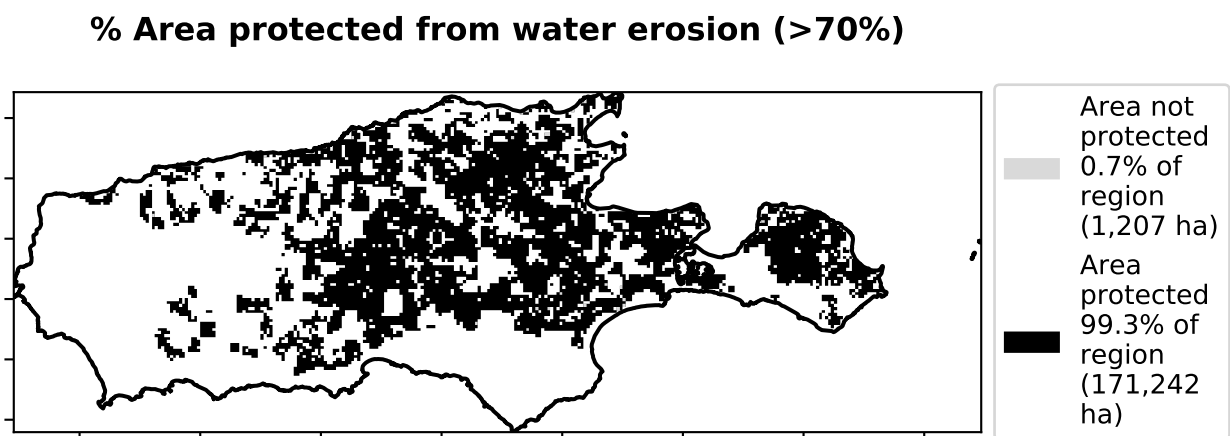 % Area protected from water erosion (>70%)
Area not
protected
0.7% of
region
(1,207 ha)
Area
protected
99.3% of
region
(171,242
ha)